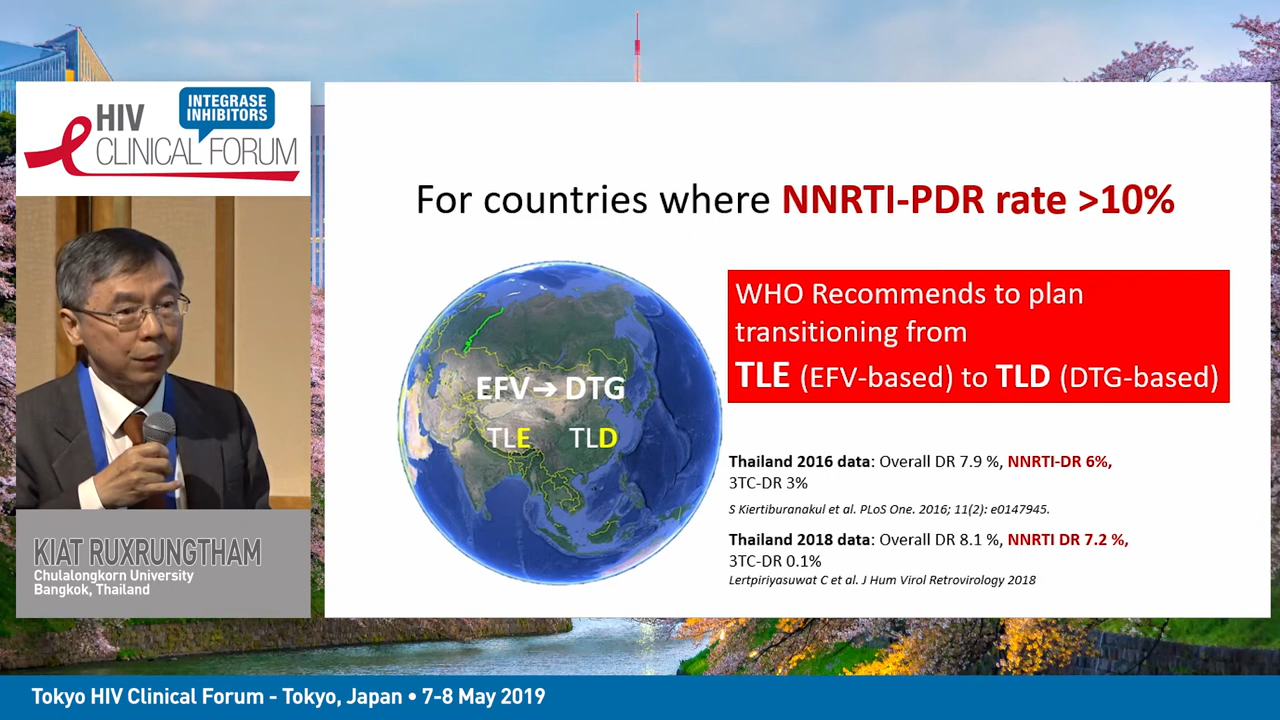 INTEGRASE
INHIBITORS
HIV
CLINICAL FORUM
KIAT RUXRUNGTHAM
Chulalongkorn University
Bangkok, Thailand
For countries where NNRTI-PDR rate >10%
EFV→ DTG
TLE TLD
WHO Recommends to plan
transitioning from
TLE (EFV-based) to TLD (DTG-based)
Thailand 2016 data: Overall DR 7.9 %, NNRTI-DR 6%,
3TC-DR 3%
S Kiertiburanakul et al. PLoS One. 2016; 11(2): e0147945.
Thailand 2018 data: Overall DR 8.1 %, NNRTI DR 7.2 %,
3TC-DR 0.1%
Lertpiriyasuwat C et al. J Hum Virol Retrovirology 2018
Tokyo HIV Clinical Forum - Tokyo, Japan • 7-8 May 2019